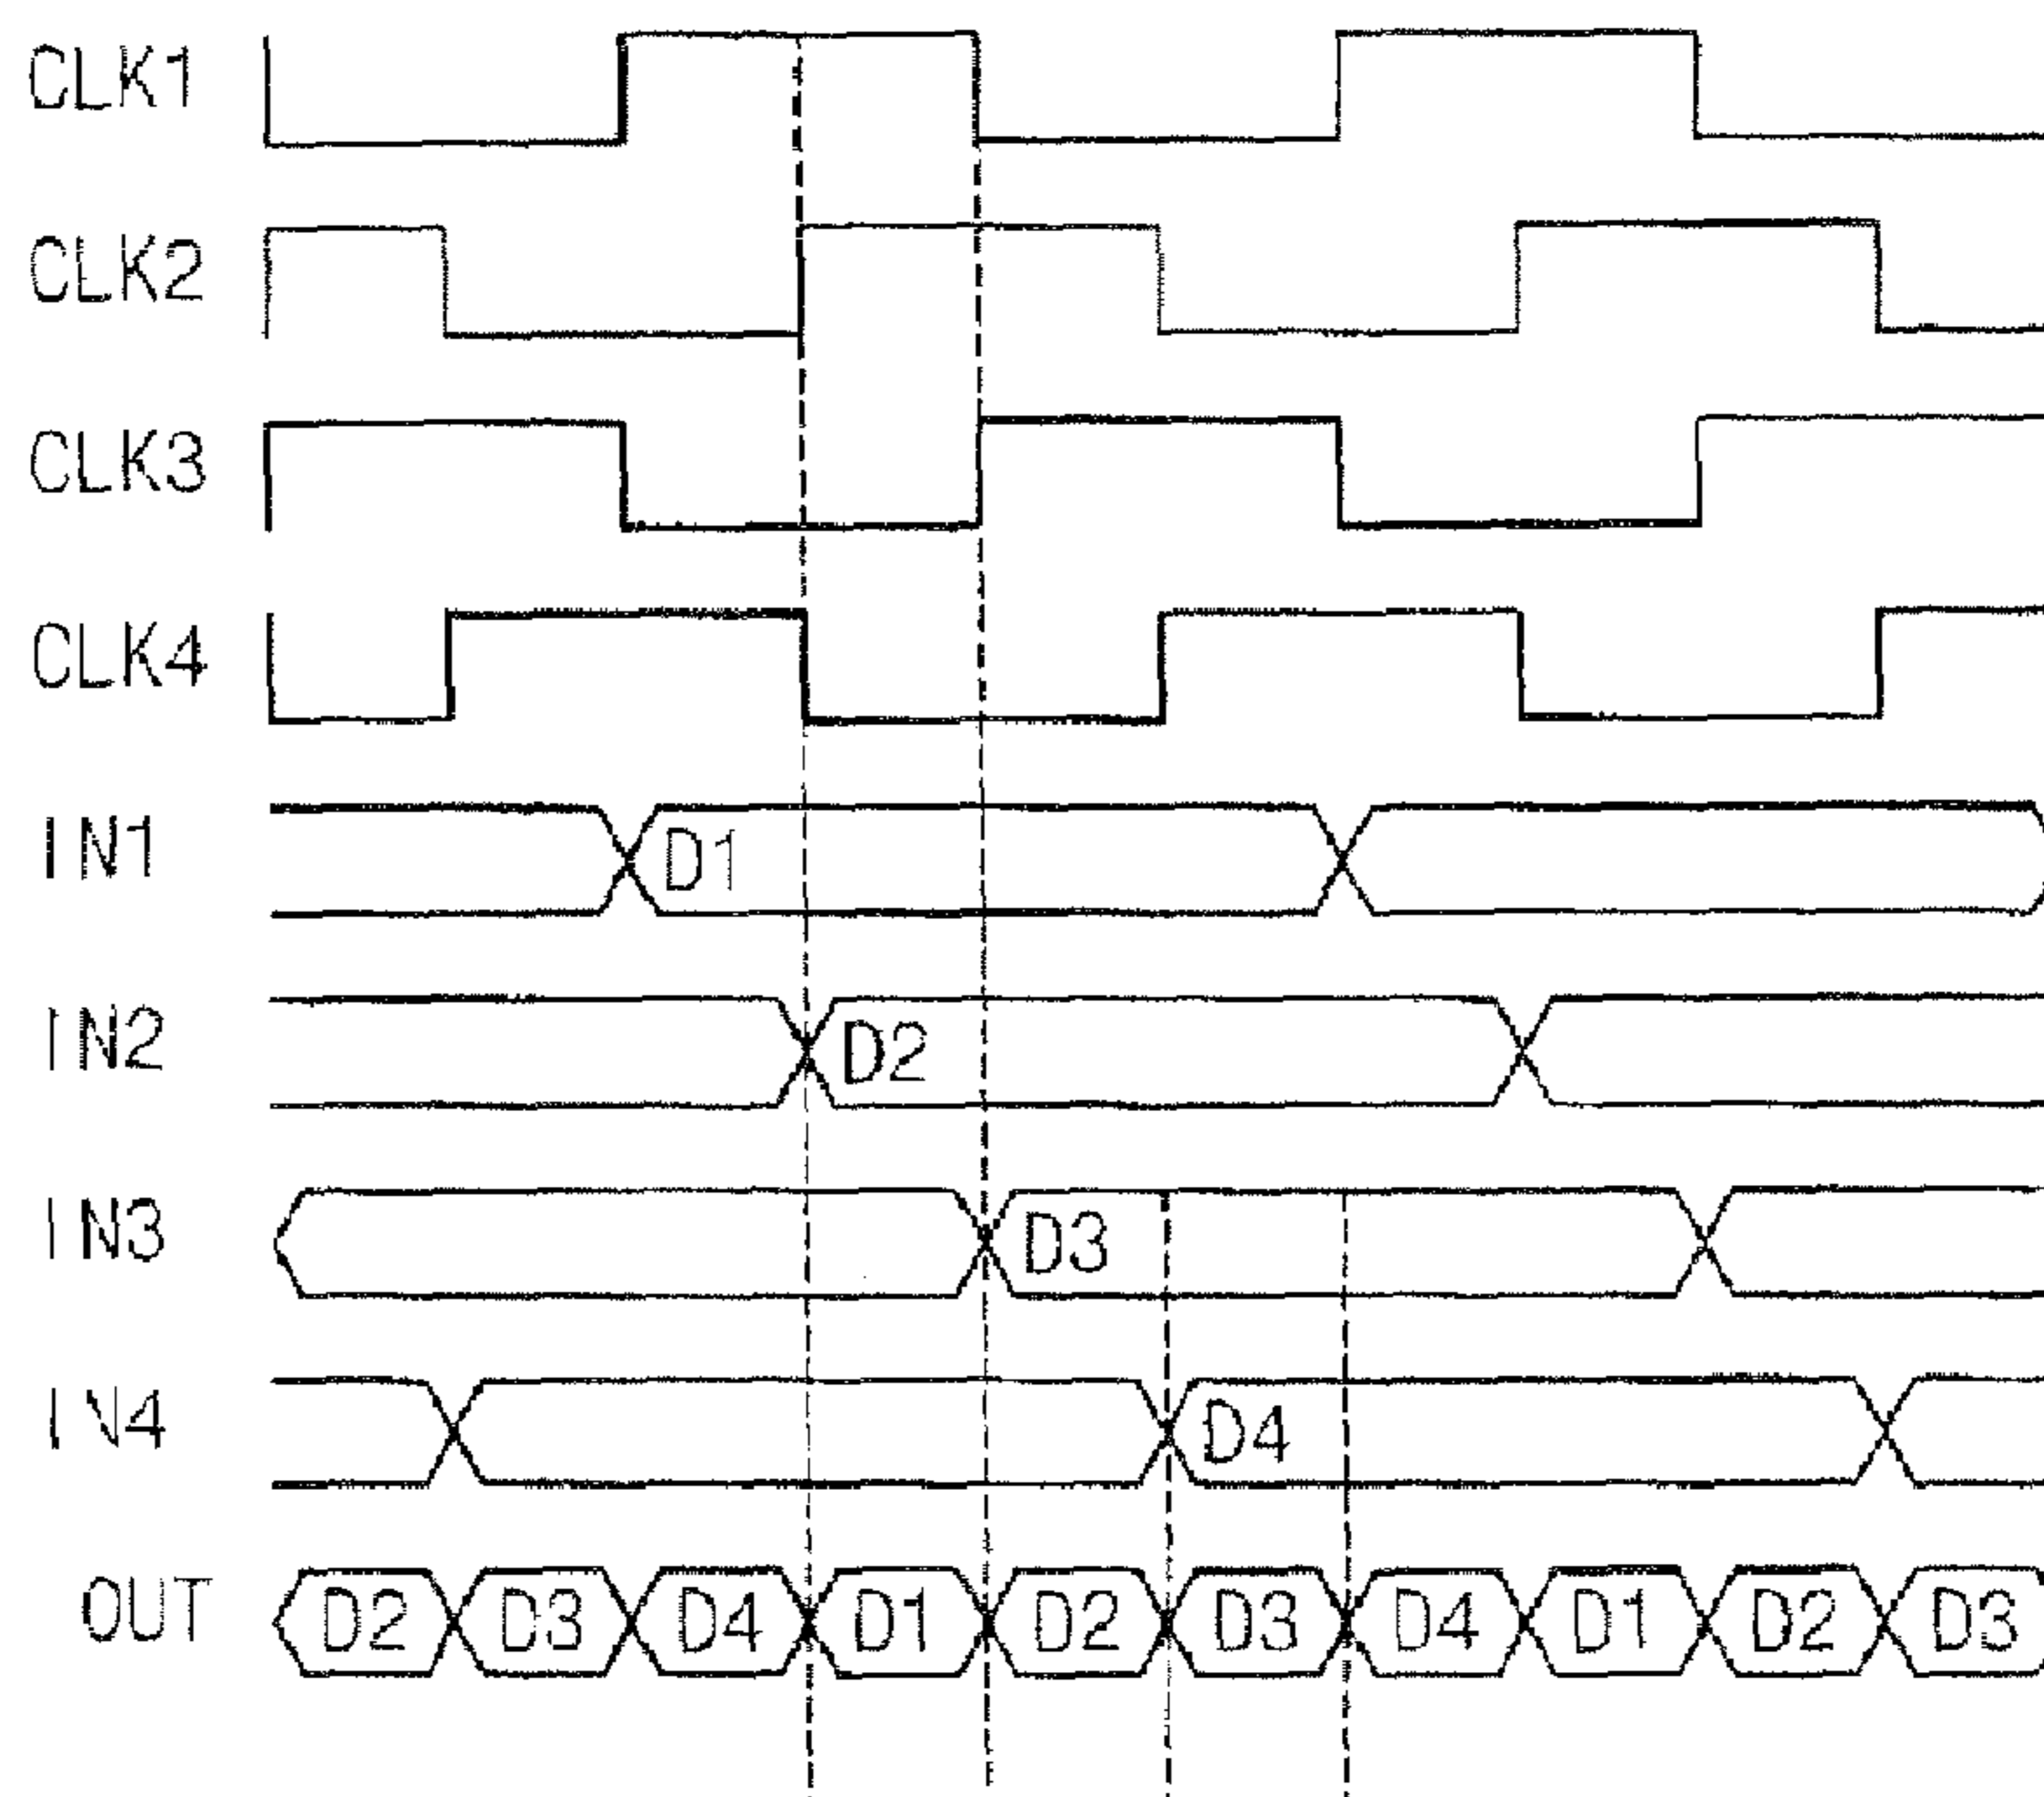 CLK1
CLK2
CLK3
CLK4
IN1 D1
IN2 D2
IN3 D3
IN4 D4
OUT D2 D3 D4 D1 D2 D3 D4 D1 D2 D3